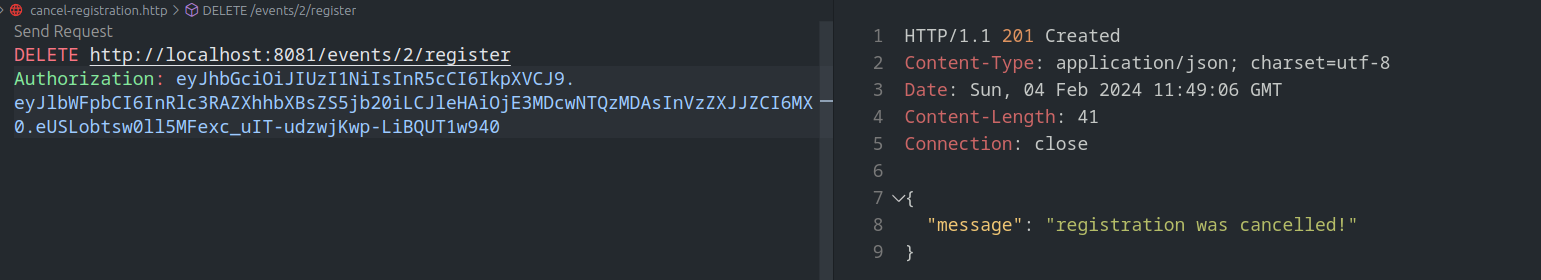 cancel-registration.http > DELETE /events/2/register
Send Request
DELETE http://localhost:8081/events/2/register
Authorization: eyJhbGciOiJIUzI1NiIsInR5cCI6IkpXVCJ9.
eyJlbWFpbCI6InRlc3RAZXhhbXBsZS5jb20iLCJleHAiOjE3MDcwNTQzMDAsInVzZXJJZCI6MX
0.eUSLobtsw0ll5MFexc_uIT-udzwjKwp-LiBQUT1w940
1 HTTP/1.1 201 Created
2 Content-Type: application/json; charset=utf-8
3 Date: Sun, 04 Feb 2024 11:49:06 GMT
4 Content-Length: 41
5 Connection: close
6
7 {
8 "message": "registration was cancelled!"
9 }